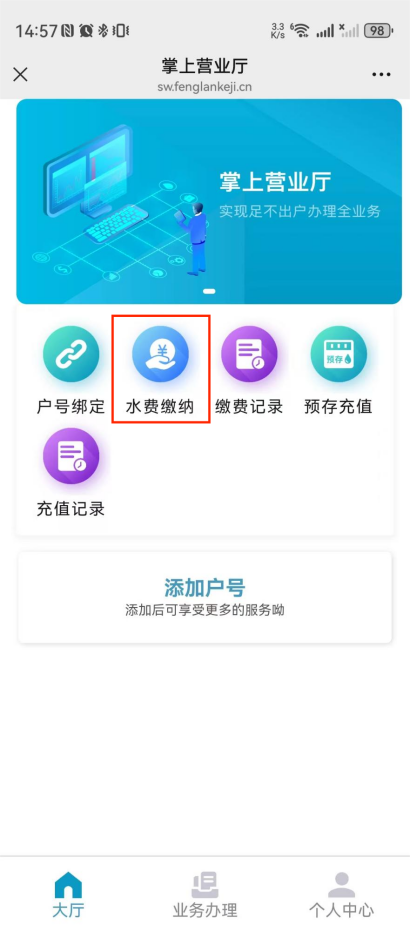 14:57
3.3 K/s 6 98
掌上营业厅
sw.fenglankeji.cn
掌上营业厅
实现足不出户办理全业务
预存
户号绑定 水费缴纳 缴费记录 预存充值
充值记录
添加户号
添加后可享受更多的服务呦
大厅 业务办理 个人中心